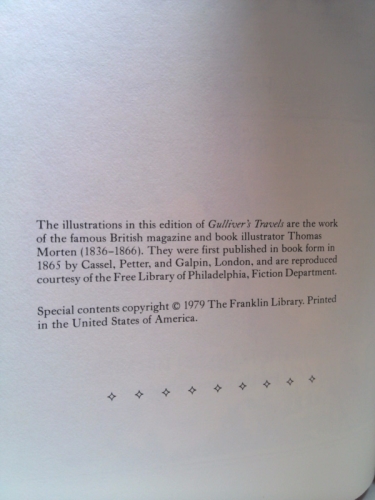 The illustrations in this edition of Gulliver's Travels are the work
of the famous British magazine and book illustrator Thomas
Morten (1836–1866). They were first published in book form in
1865 by Cassel, Petter, and Galpin, London, and are reproduced
courtesy of the Free Library of Philadelphia, Fiction Department.
Special contents copyright © 1979 The Franklin Library. Printed
in the United States of America.